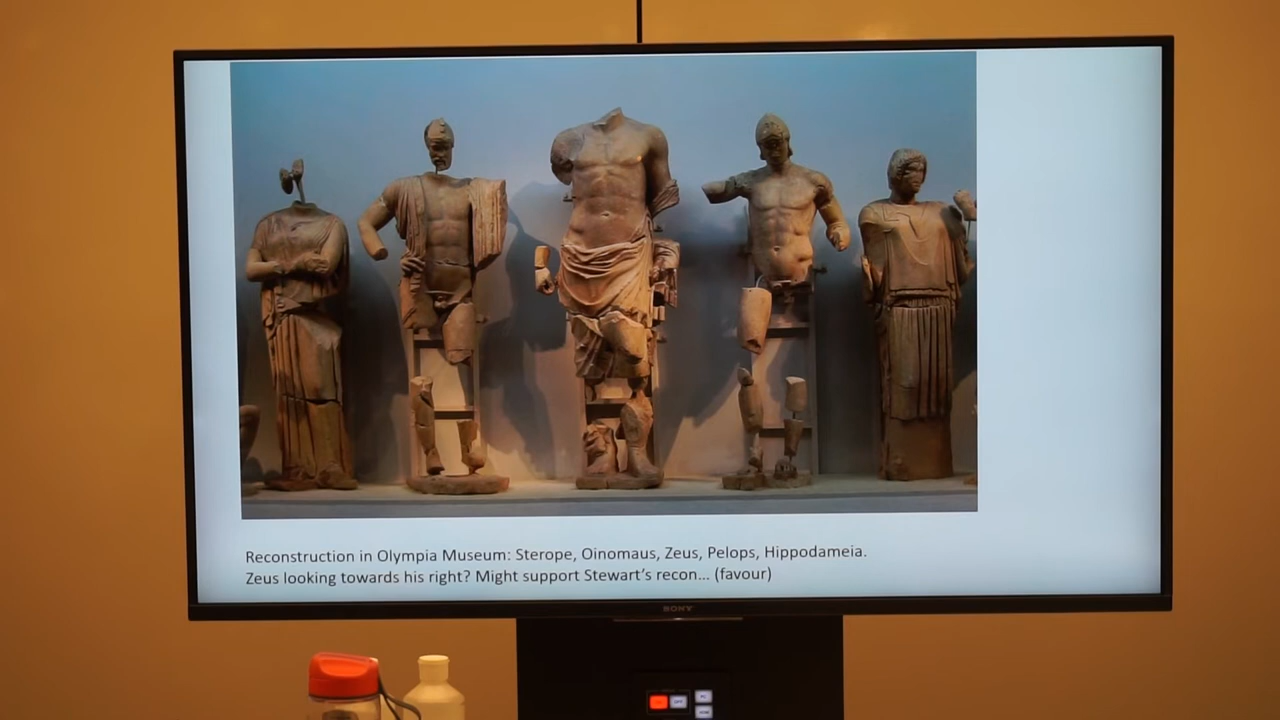 Reconstruction in Olympia Museum: Sterope, Oinomaus, Zeus, Pelops, Hippodameia.
Zeus looking towards his right? Might support Stewart's recon... (favour)
SONY